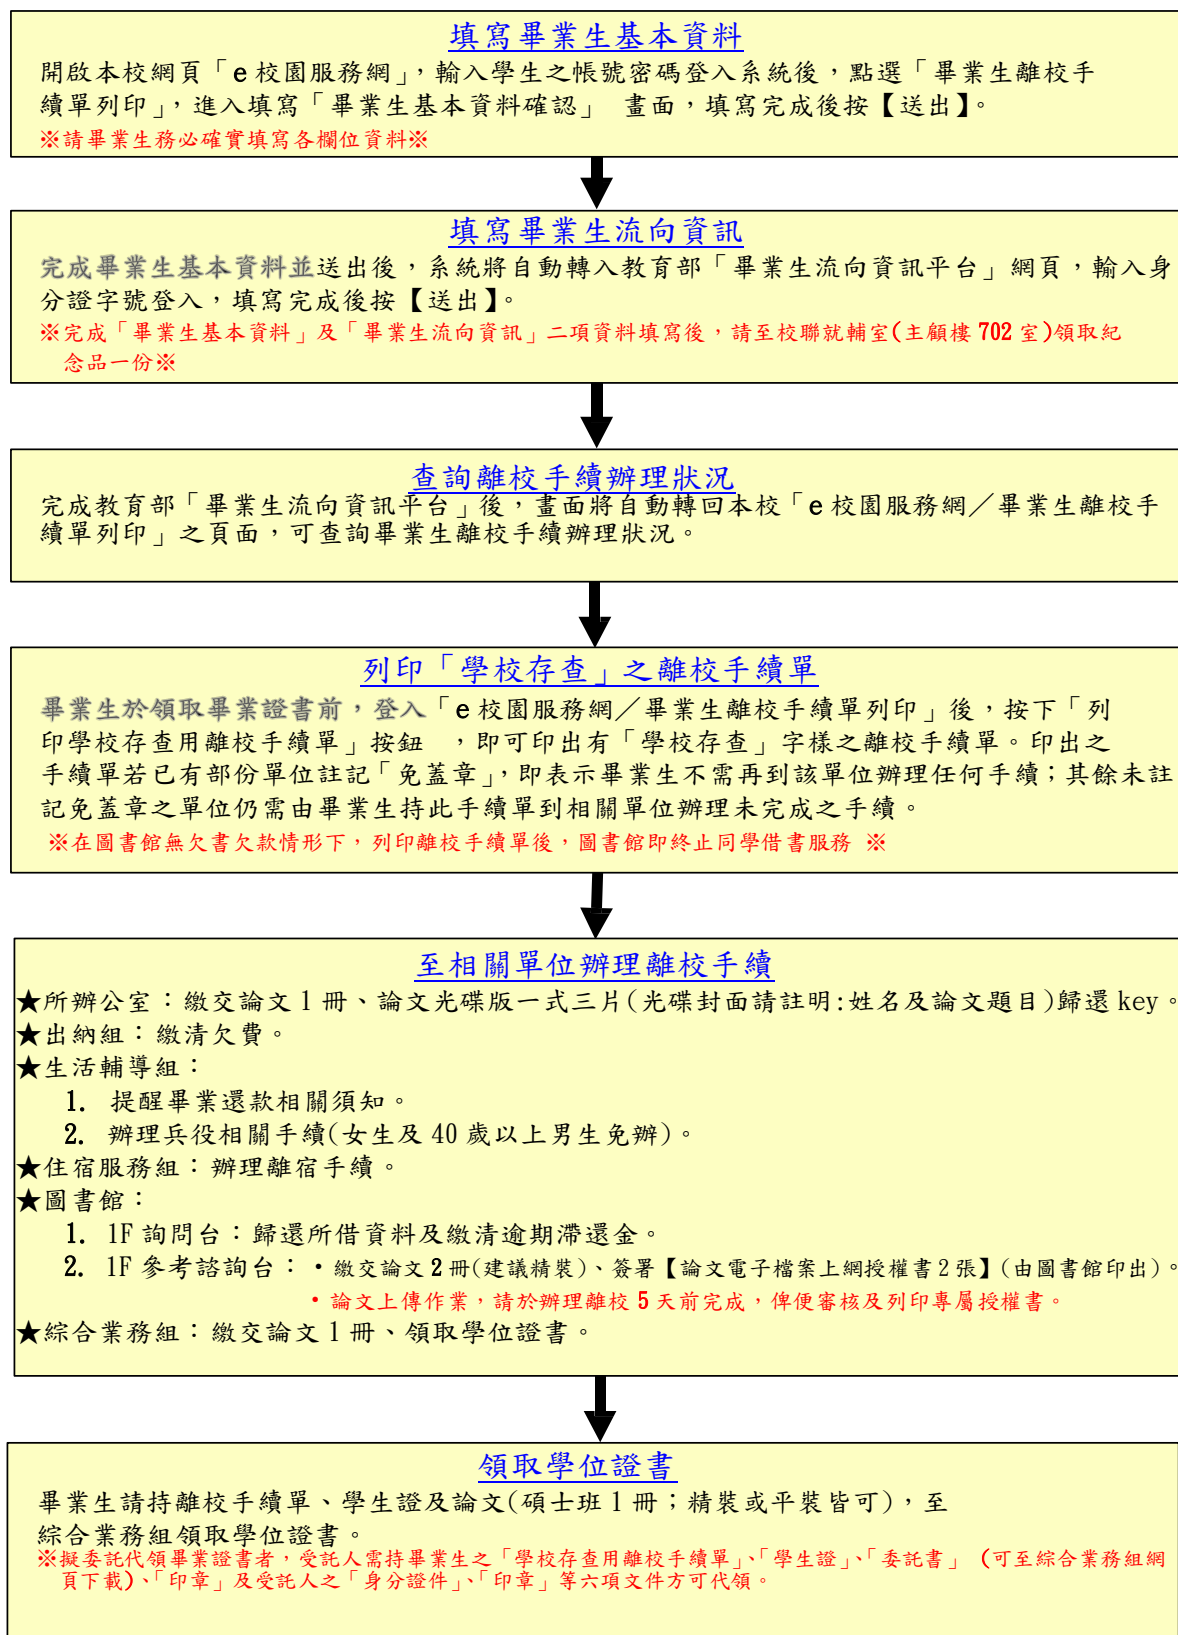 填寫畢業生基本資料
開啟本校網頁「e 校園服務網」，輸入學生之帳號密碼登入系統後，點選「畢業生離校手
續單列印」，進入填寫「畢業生基本資料確認」 畫面，填寫完成後按【送出】。
※請畢業生務必確實填寫各欄位資料※
填寫畢業生流向資訊
完成畢業生基本資料並送出後，系統將自動轉入教育部「畢業生流向資訊平台」網頁，輸入身
分證字號登入，填寫完成後按【送出】。
※完成「畢業生基本資料」及「畢業生流向資訊」二項資料填寫後，請至校聯就輔室(主顧樓 702 室)領取紀
念品一份※
查詢離校手續辦理狀況
完成教育部「畢業生流向資訊平台」後，畫面將自動轉回本校「e 校園服務網／畢業生離校手
續單列印」之頁面，可查詢畢業生離校手續辦理狀況。
列印「學校存查」之離校手續單
畢業生於領取畢業證書前，登入「e 校園服務網／畢業生離校手續單列印」後，按下「列
印學校存查用離校手續單」按鈕 ，即可印出有「學校存查」字樣之離校手續單。印出之
手續單若已有部份單位註記「免蓋章」，即表示畢業生不需再到該單位辦理任何手續；其餘未註
記免蓋章之單位仍需由畢業生持此手續單到相關單位辦理未完成之手續。
※在圖書館無欠書欠款情形下，列印離校手續單後，圖書館即終止同學借書服務 ※
至相關單位辦理離校手續
★所辦公室：繳交論文 1 冊、論文光碟版一式三片(光碟封面請註明:姓名及論文題目)歸還 key。
★出納組：繳清欠費。
★生活輔導組：
1. 提醒畢業還款相關須知。
2. 辦理兵役相關手續(女生及 40 歲以上男生免辦)。
★住宿服務組：辦理離宿手續。
★圖書館：
1. 1F 詢問台：歸還所借資料及繳清逾期滯還金。
2. 1F 參考諮詢台：•繳交論文 2 冊(建議精裝)、簽署【論文電子檔案上網授權書 2 張】(由圖書館印出)。
•論文上傳作業，請於辦理離校 5 天前完成，俾便審核及列印專屬授權書。
★綜合業務組：繳交論文 1 冊、領取學位證書。
領取學位證書
畢業生請持離校手續單、學生證及論文(碩士班 1 冊；精裝或平裝皆可)，至
綜合業務組領取學位證書。
※擬委託代領畢業證書者，受託人需持畢業生之「學校存查用離校手續單」、「學生證」、「委託書」 (可至綜合業務組網
頁下載)、「印章」及受託人之「身分證件」、「印章」等六項文件方可代領。